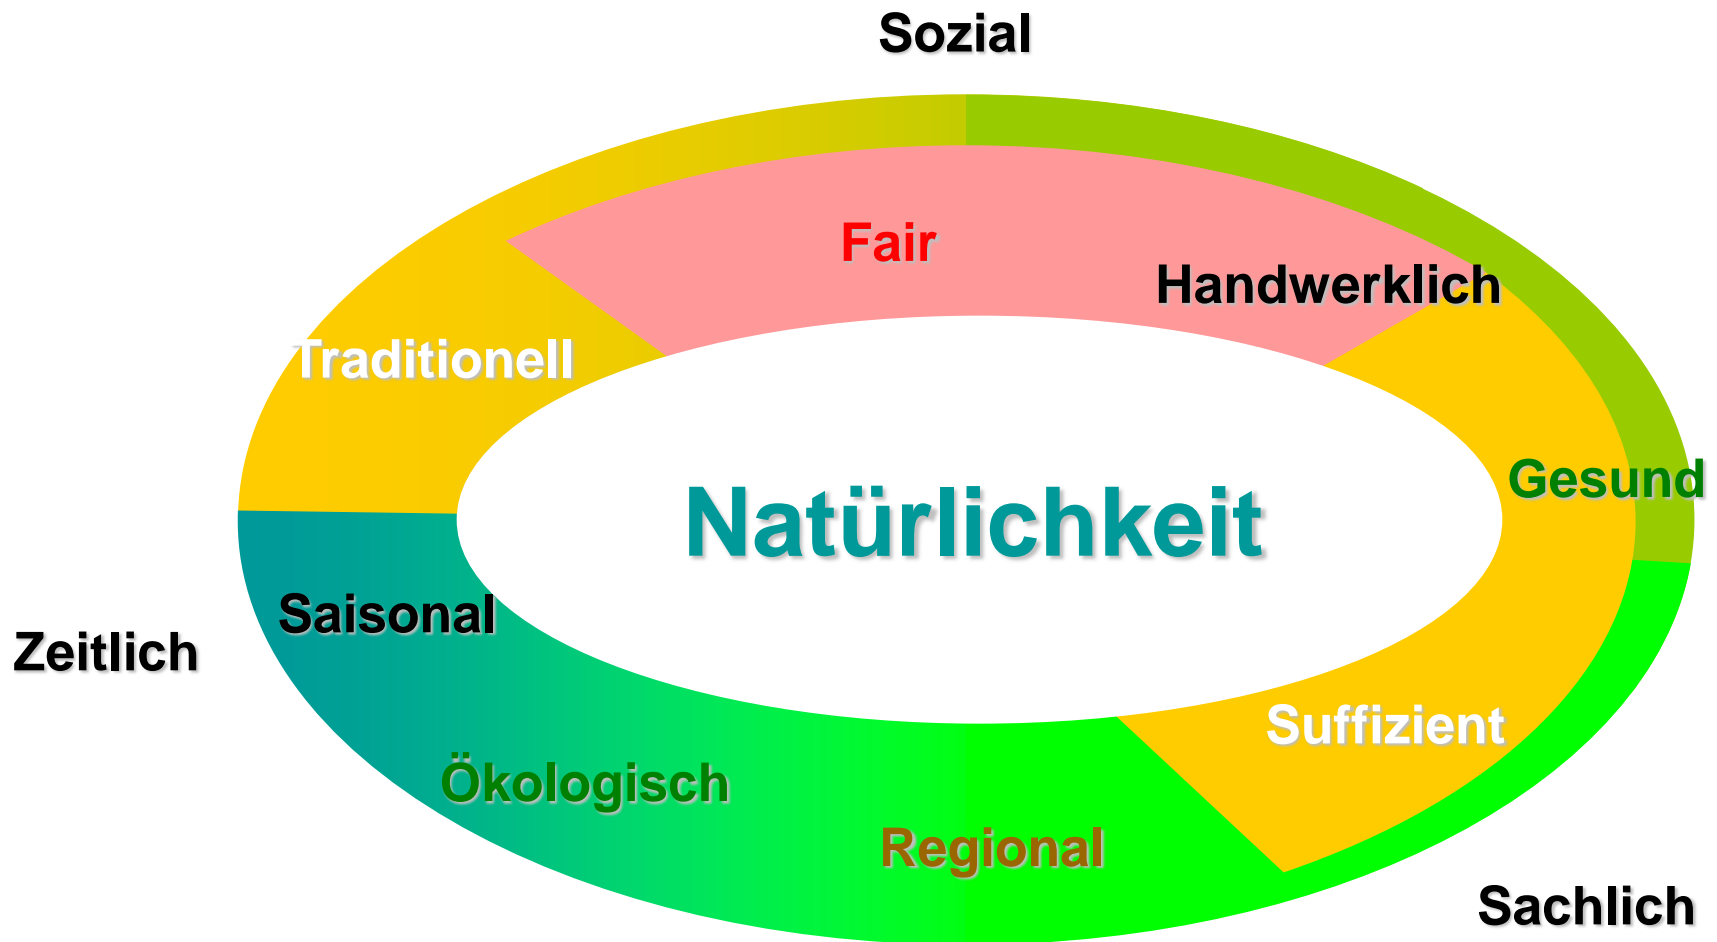 Sozial
Fair
Handwerklich
Traditionell
Gesund
Natürlichkeit
Saisonal
Zeitlich
Suffizient
Ökologisch
Regional
Sachlich